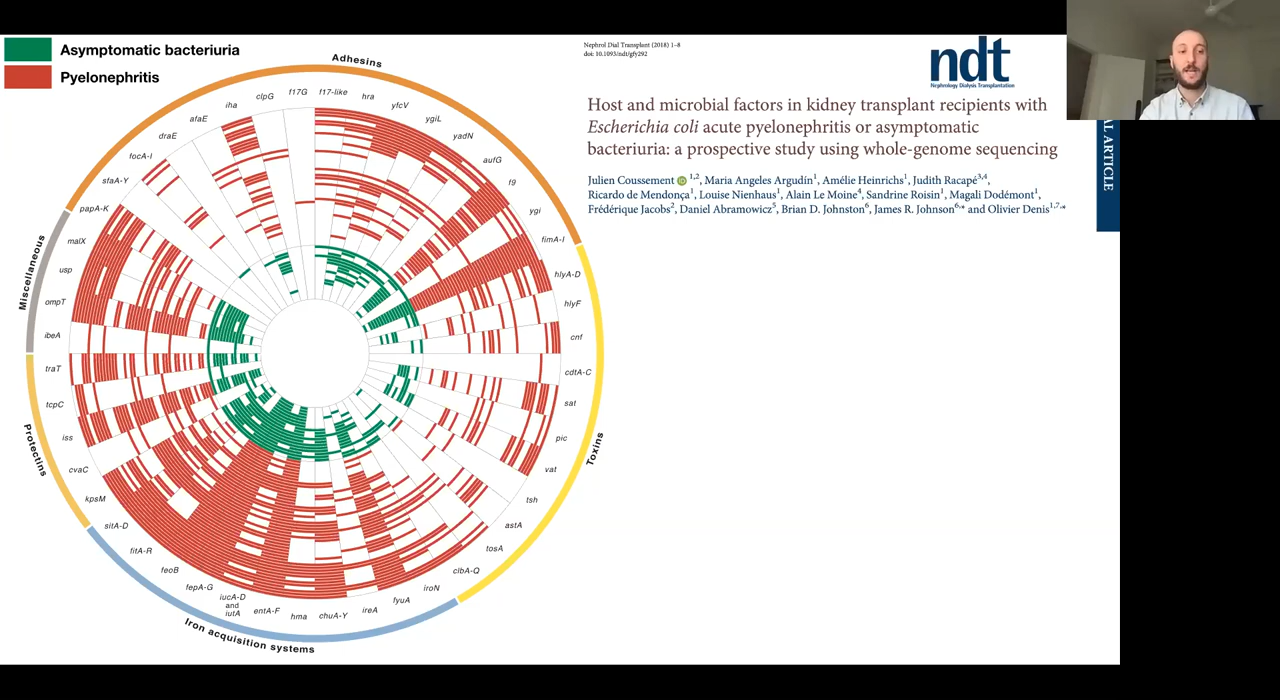 Asymptomatic bacteriuria
Pyelonephritis
Adhesins
f17G
f17-like
hra
yfcV
ygiL
yadN
aufG
f9
ygi
fimA-I
hlyA-D
hlyF
cnf
cdtA-C
sat
pic
vat
tsh
astA
tosA
clbA-Q
Toxins
iroN
fyuA
ireA
chuA-Y
hma
entA-F
iucA-D
and
iutA
fepA-G
feoB
fitA-R
sitA-D
Iron acquisition systems
kpsM
cvaC
iss
tcpC
traT
Protectins
ibeA
ompT
usp
malX
Miscellaneous
papA-K
sfaA-Y
focA-I
draE
afaE
iha
clpG
Nephrol Dial Transplant (2018) 1–8
doi: 10.1093/ndt/gfy292
ndt
Nephrology Dialysis Transplantation
Host and microbial factors in kidney transplant recipients with
Escherichia coli acute pyelonephritis or asymptomatic
bacteriuria: a prospective study using whole-genome sequencing
Julien Coussement iD 1,2, Maria Angeles Argudín1, Amélie Heinrichs1, Judith Racapé3,4,
Ricardo de Mendonça1, Louise Nienhaus1, Alain Le Moine4, Sandrine Roisin1, Magali Dodémont1,
Frédérique Jacobs2, Daniel Abramowicz5, Brian D. Johnston6, James R. Johnson6,* and Olivier Denis1,7,*
AL ARTICLE